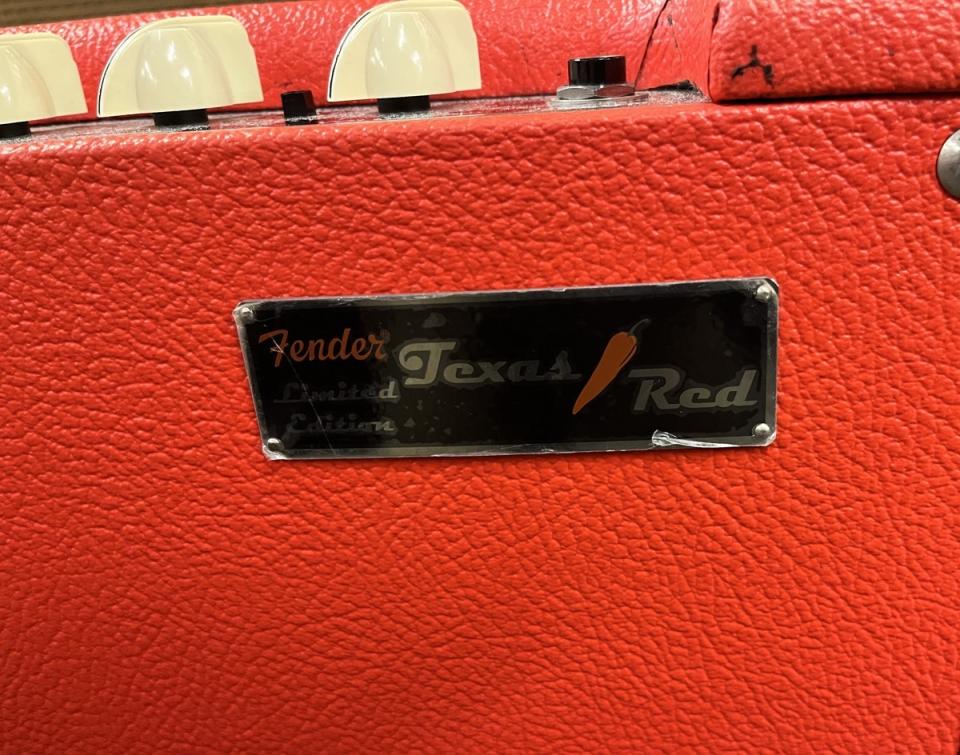 Fender
Limited
Edition
Texas Red